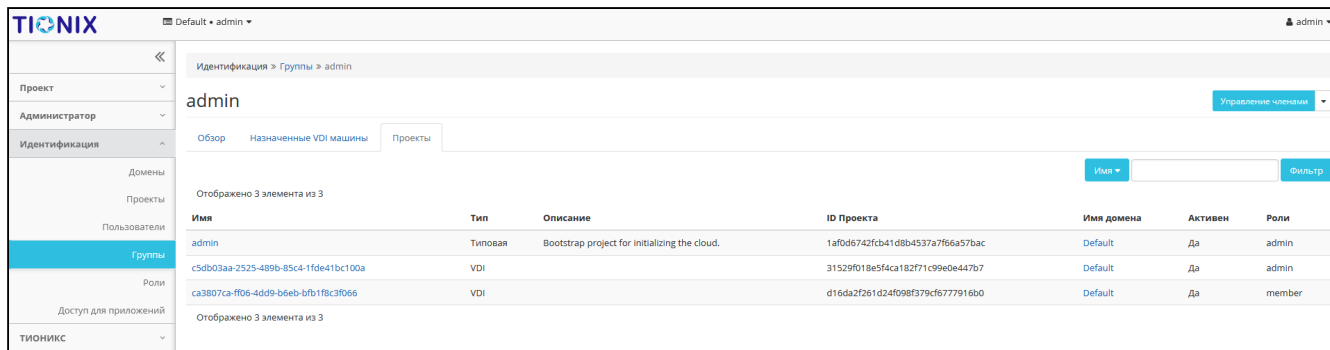 TIONIX
Default • admin
admin
Идентификация » Группы » admin
Проект
Администратор
Идентификация
Домены
Проекты
Пользователи
Группы
Роли
Доступ для приложений
ТИОНИКС
admin
Управление членами
Обзор Назначенные VDI машины Проекты
Имя Фильтр
Отображено 3 элемента из 3
Имя Тип Описание ID Проекта Имя домена Активен Роли
admin Типовая Bootstrap project for initializing the cloud. 1af0d6742fcb41d8b4537a7f66a57bac Default Да admin
c5db03aa-2525-489b-85c4-1fde41bc100a VDI 31529f018e5f4ca182f71c99e0e447b7 Default Да admin
ca3807ca-ff06-4dd9-b6eb-bfb1f8c3f066 VDI d16da2f261d24f098f379cf6777916b0 Default Да member
Отображено 3 элемента из 3